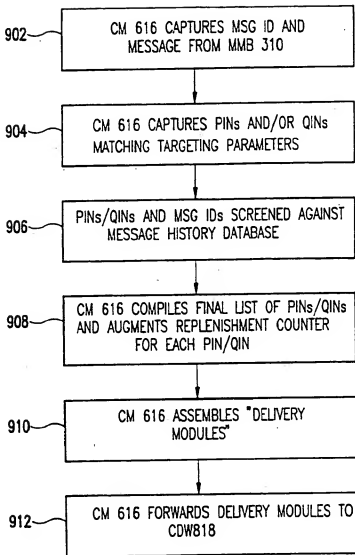 902
CM 616 CAPTURES MSG ID AND
MESSAGE FROM MMB 310
904
CM 616 CAPTURES PINs AND/OR QINs
MATCHING TARGETING PARAMETERS
906
PINs/QINs AND MSG IDs SCREENED AGAINST
MESSAGE HISTORY DATABASE
908
CM 616 COMPILES FINAL LIST OF PINs/QINs
AND AUGMENTS REPLENISHMENT COUNTER
FOR EACH PIN/QIN
910
CM 616 ASSEMBLES "DELIVERY
MODULES"
912
CM 616 FORWARDS DELIVERY MODULES TO
CDW818